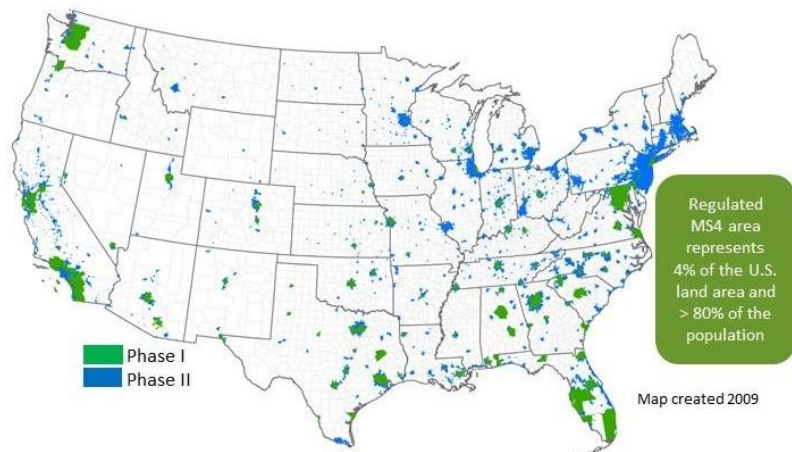 Regulated
MS4 area
represents
4% of the U.S.
land area and
> 80% of the
population
Phase I
Phase II
Map created 2009